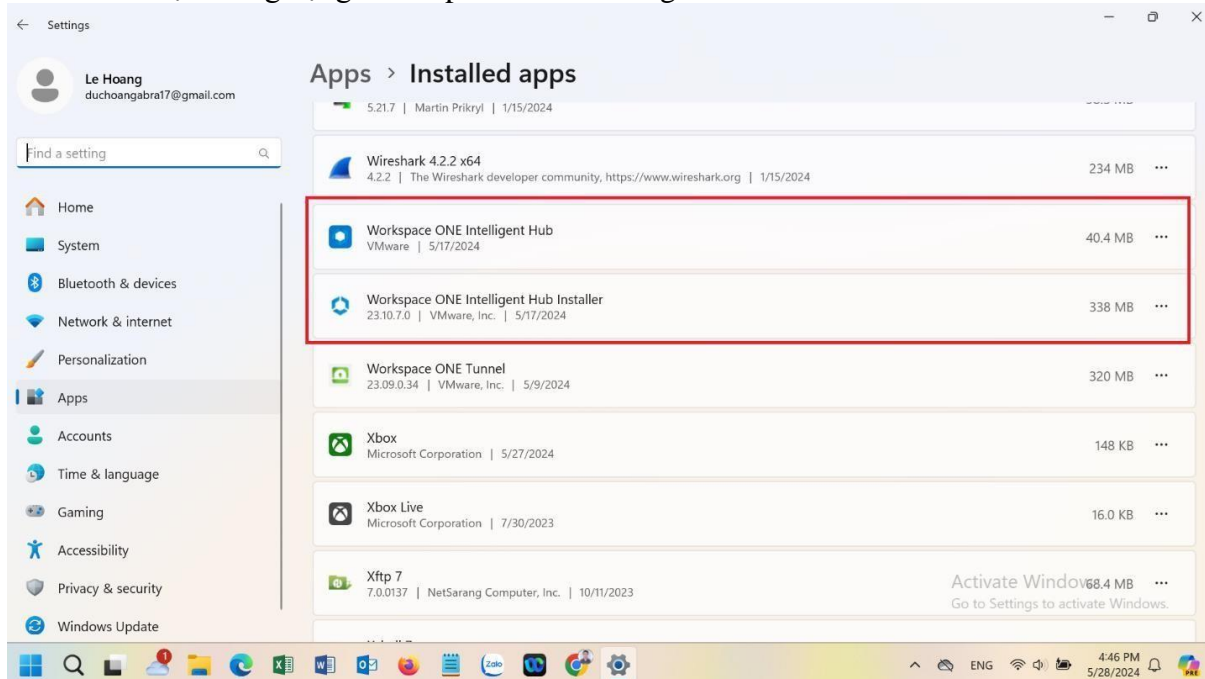 Settings
Le Hoang
duchoangabra17@gmail.com
Find a setting
Home
System
Bluetooth & devices
Network & internet
Personalization
Apps
Accounts
Time & language
Gaming
Accessibility
Privacy & security
Windows Update
Apps > Installed apps
5.21.7 | Martin Prikryl | 1/15/2024
Wireshark 4.2.2 x64
4.2.2 | The Wireshark developer community, https://www.wireshark.org | 1/15/2024
234 MB
Workspace ONE Intelligent Hub
VMware | 5/17/2024
40.4 MB
Workspace ONE Intelligent Hub Installer
23.10.7.0 | VMware, Inc. | 5/17/2024
338 MB
Workspace ONE Tunnel
23.09.0.34 | VMware, Inc. | 5/9/2024
320 MB
Xbox
Microsoft Corporation | 5/27/2024
148 KB
Xbox Live
Microsoft Corporation | 7/30/2023
16.0 KB
Xftp 7
7.0.0137 | NetSarang Computer, Inc. | 10/11/2023
68.4 MB
Activate Windows
Go to Settings to activate Windows.
Zalo
ENG
4:46 PM
5/28/2024
PRE